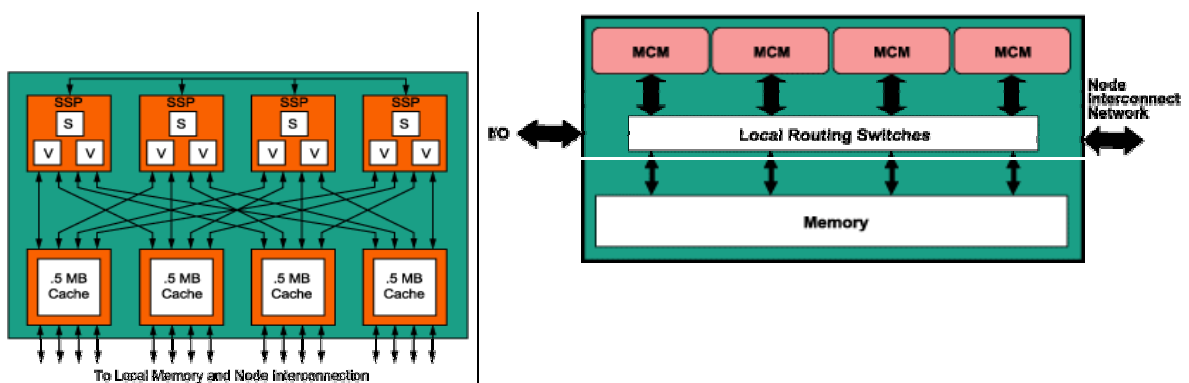 SSP SSP SSP SSP
S S S S
V V V V V V V V
.5 MB .5 MB .5 MB .5 MB
Cache Cache Cache Cache
To Local Memory and Node Interconnection
MCM MCM MCM MCM
Node
Interconnect
Network
I/O
Local Routing Switches
Memory